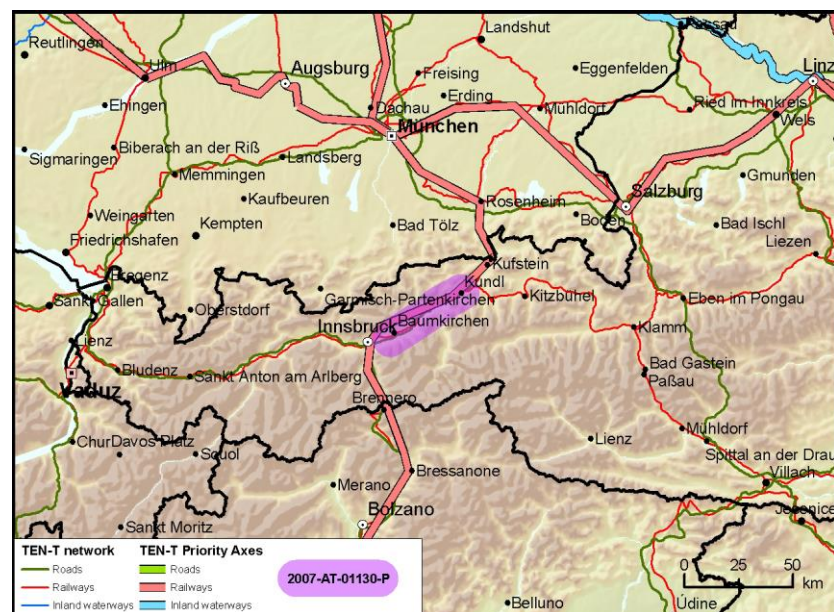 Landshut
Passau
Reutlingen
Ulm
Augsburg
Freising
Eggenfelden
Linz
Ehingen
Dachau
Erding
Mühldorf
Ried im Innkreis
Wels
München
Sigmaringen
Biberach an der Riß
Landsberg
Memmingen
Gmunden
Kaufbeuren
Rosenheim
Salzburg
Weingarten
Kempten
Bad Tölz
Boden
Bad Ischl
Friedrichshafen
Liezen
Kufstein
Bregenz
Kundl
Sankt Gallen
Oberstdorf
Garmisch-Partenkirchen
Kitzbühel
Eben im Pongau
Innsbruck
Baumkirchen
Klamm
Lienz
Bludenz
Sankt Anton am Arlberg
Bad Gastein
Paßau
Vaduz
Brennero
Chur
Davos Platz
Scuol
Lienz
Mühldorf
Spittal an der Drau
Merano
Bressanone
Villach
Bolzano
Sankt Moritz
Jesenice
TEN-T network
Roads
Railways
Inland waterways
TEN-T Priority Axes
Roads
Railways
Inland waterways
2007-AT-01130-P
Belluno
Údine
0 25 50
km